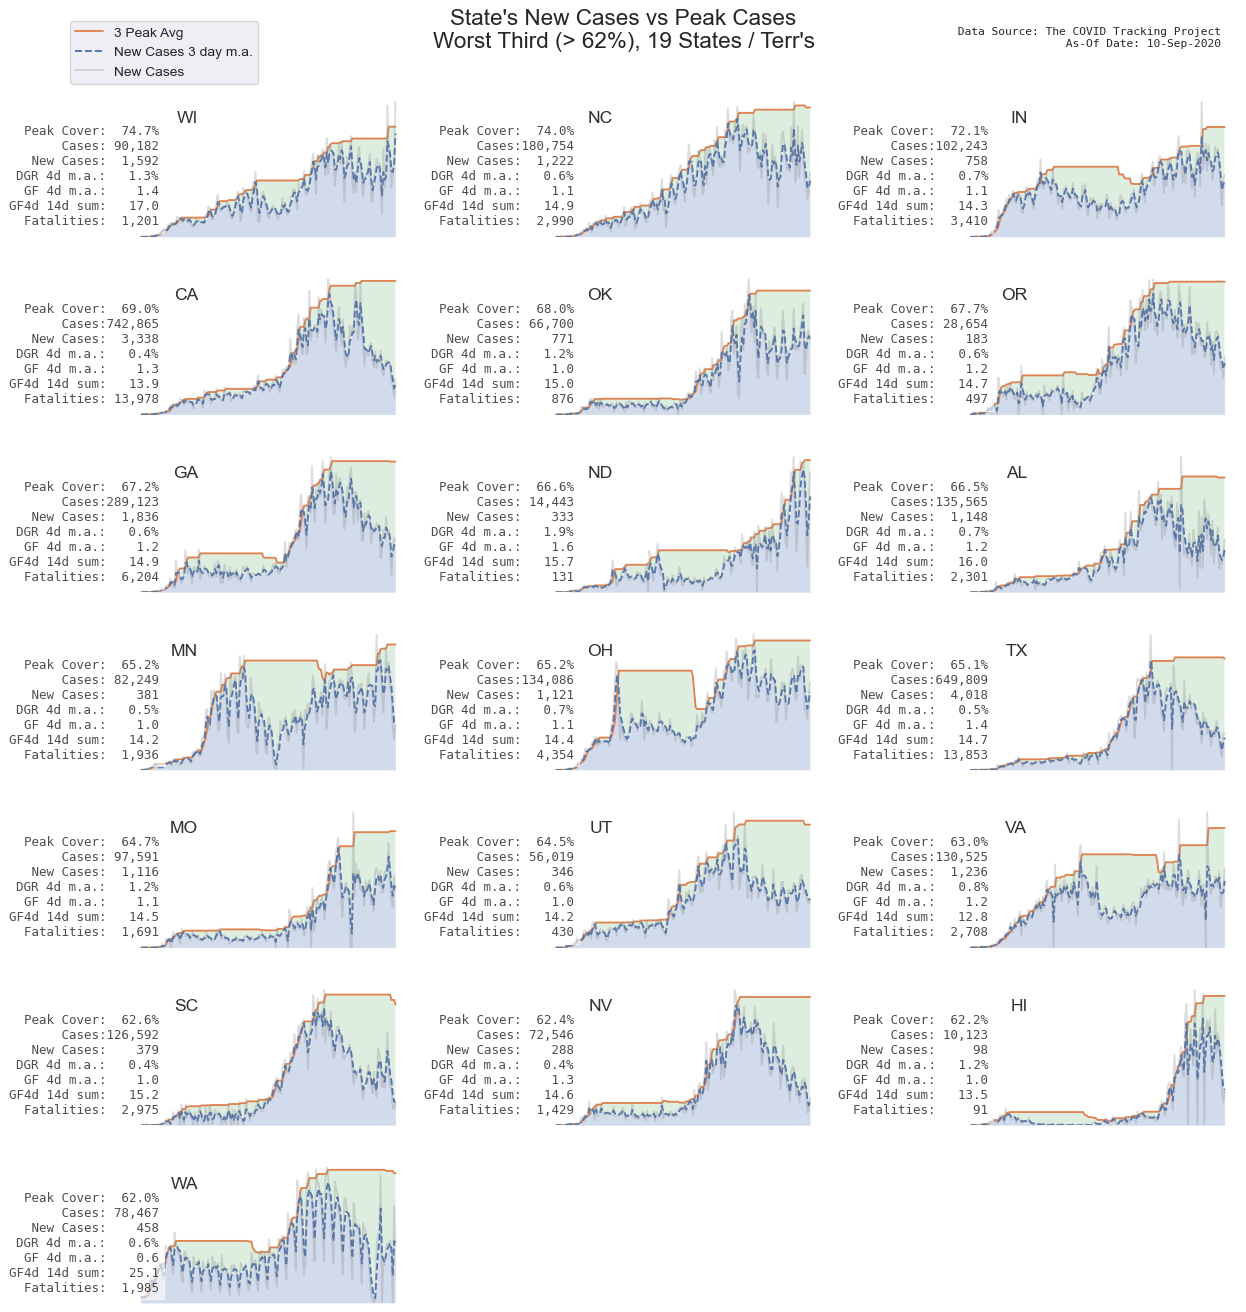 State's New Cases vs Peak Cases
Worst Third (> 62%), 19 States / Terr's
3 Peak Avg
New Cases 3 day m.a.
New Cases
Data Source: The COVID Tracking Project
As-Of Date: 10-Sep-2020
WI
Peak Cover: 74.7%
Cases: 90,182
New Cases: 1,592
DGR 4d m.a.: 1.3%
GF 4d m.a.: 1.4
GF4d 14d sum: 17.0
Fatalities: 1,201
NC
Peak Cover: 74.0%
Cases:180,754
New Cases: 1,222
DGR 4d m.a.: 0.6%
GF 4d m.a.: 1.1
GF4d 14d sum: 14.9
Fatalities: 2,990
IN
Peak Cover: 72.1%
Cases:102,243
New Cases: 758
DGR 4d m.a.: 0.7%
GF 4d m.a.: 1.1
GF4d 14d sum: 14.3
Fatalities: 3,410
CA
Peak Cover: 69.0%
Cases:742,865
New Cases: 3,338
DGR 4d m.a.: 0.4%
GF 4d m.a.: 1.3
GF4d 14d sum: 13.9
Fatalities: 13,978
OK
Peak Cover: 68.0%
Cases: 66,700
New Cases: 771
DGR 4d m.a.: 1.2%
GF 4d m.a.: 1.0
GF4d 14d sum: 15.0
Fatalities: 876
OR
Peak Cover: 67.7%
Cases: 28,654
New Cases: 183
DGR 4d m.a.: 0.6%
GF 4d m.a.: 1.2
GF4d 14d sum: 14.7
Fatalities: 497
GA
Peak Cover: 67.2%
Cases:289,123
New Cases: 1,836
DGR 4d m.a.: 0.6%
GF 4d m.a.: 1.2
GF4d 14d sum: 14.9
Fatalities: 6,204
ND
Peak Cover: 66.6%
Cases: 14,443
New Cases: 333
DGR 4d m.a.: 1.9%
GF 4d m.a.: 1.6
GF4d 14d sum: 15.7
Fatalities: 131
AL
Peak Cover: 66.5%
Cases:135,565
New Cases: 1,148
DGR 4d m.a.: 0.7%
GF 4d m.a.: 1.2
GF4d 14d sum: 16.0
Fatalities: 2,301
MN
Peak Cover: 65.2%
Cases: 82,249
New Cases: 381
DGR 4d m.a.: 0.5%
GF 4d m.a.: 1.0
GF4d 14d sum: 14.2
Fatalities: 1,936
OH
Peak Cover: 65.2%
Cases:134,086
New Cases: 1,121
DGR 4d m.a.: 0.7%
GF 4d m.a.: 1.1
GF4d 14d sum: 14.4
Fatalities: 4,354
TX
Peak Cover: 65.1%
Cases:649,809
New Cases: 4,018
DGR 4d m.a.: 0.5%
GF 4d m.a.: 1.4
GF4d 14d sum: 14.7
Fatalities: 13,853
MO
Peak Cover: 64.7%
Cases: 97,591
New Cases: 1,116
DGR 4d m.a.: 1.2%
GF 4d m.a.: 1.1
GF4d 14d sum: 14.5
Fatalities: 1,691
UT
Peak Cover: 64.5%
Cases: 56,019
New Cases: 346
DGR 4d m.a.: 0.6%
GF 4d m.a.: 1.0
GF4d 14d sum: 14.2
Fatalities: 430
VA
Peak Cover: 63.0%
Cases:130,525
New Cases: 1,236
DGR 4d m.a.: 0.8%
GF 4d m.a.: 1.2
GF4d 14d sum: 12.8
Fatalities: 2,708
SC
Peak Cover: 62.6%
Cases:126,592
New Cases: 379
DGR 4d m.a.: 0.4%
GF 4d m.a.: 1.0
GF4d 14d sum: 15.2
Fatalities: 2,975
NV
Peak Cover: 62.4%
Cases: 72,546
New Cases: 288
DGR 4d m.a.: 0.4%
GF 4d m.a.: 1.3
GF4d 14d sum: 14.6
Fatalities: 1,429
HI
Peak Cover: 62.2%
Cases: 10,123
New Cases: 98
DGR 4d m.a.: 1.2%
GF 4d m.a.: 1.0
GF4d 14d sum: 13.5
Fatalities: 91
WA
Peak Cover: 62.0%
Cases: 78,467
New Cases: 458
DGR 4d m.a.: 0.6%
GF 4d m.a.: 0.6
GF4d 14d sum: 25.1
Fatalities: 1,985